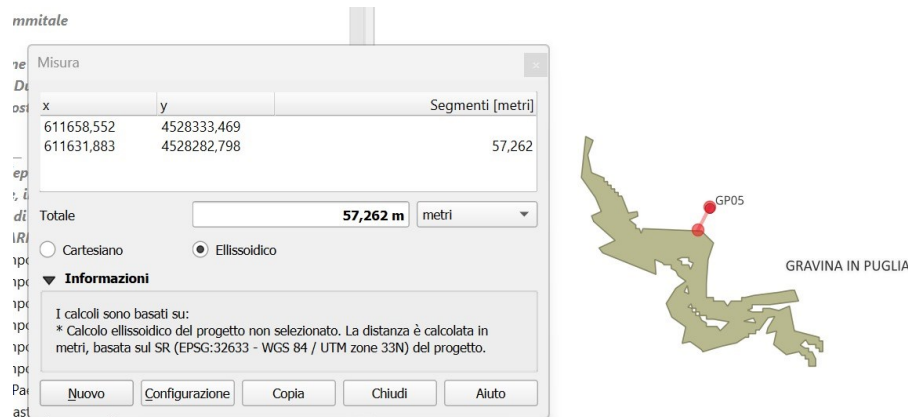 mmitale
Misura
x y Segmenti [metri]
611658,552 4528333,469
611631,883 4528282,798 57,262
Totale 57,262 m metri
Cartesiano Ellissoidico
Informazioni
I calcoli sono basati su:
* Calcolo ellissoidico del progetto non selezionato. La distanza è calcolata in
metri, basata sul SR (EPSG:32633 - WGS 84 / UTM zone 33N) del progetto.
Nuovo Configurazione Copia Chiudi Aiuto
GP05
GRAVINA IN PUGLIA